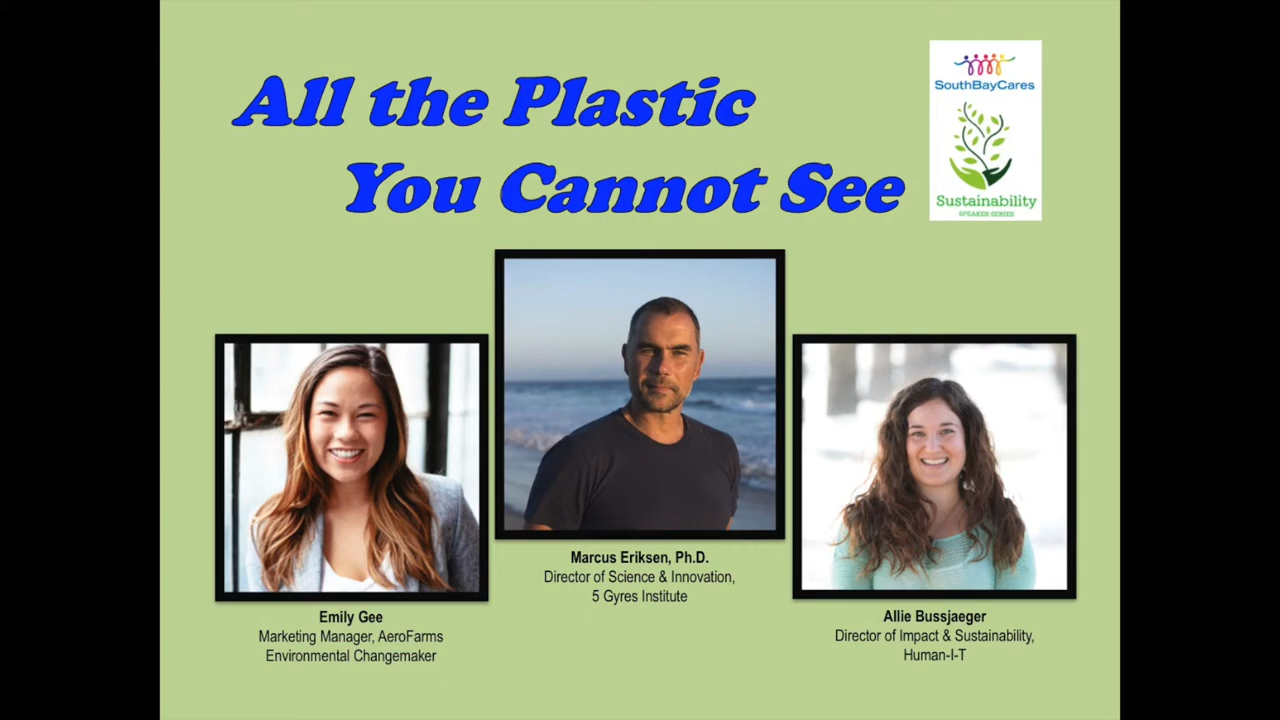 All the Plastic
You Cannot See
SouthBayCares
Sustainability
SPEAKER SERIES
Marcus Eriksen, Ph.D.
Director of Science & Innovation,
5 Gyres Institute
Emily Gee
Marketing Manager, AeroFarms
Environmental Changemaker
Allie Bussjaeger
Director of Impact & Sustainability,
Human-I-T